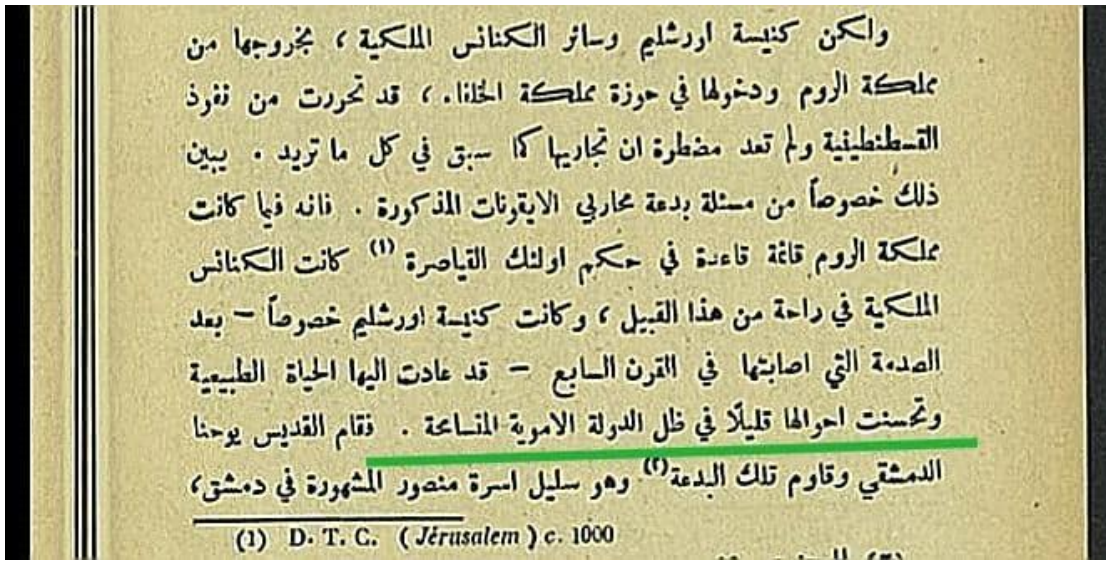 ولكن كنيسة اورشليم وسائر الكنائس الملكية ، بخروجها من
مملكة الروم ودخولها في حوزة مملكة الخلفاء ، قد تحررت من نفوذ
القسطنطينية ولم تعد مضطرة ان تجاريها كما سبق في كل ما تريد . يبين
ذلك خصوصاً من مسئلة بدعة محاربي الايقونات المذكورة . فانه فيما كانت
مملكة الروم قائمة قاعدة في حكم اولئك القياصرة (١) كانت الكنائس
الملكية في راحة من هذا القبيل ، وكانت كنيسة اورشليم خصوصاً – بعد
الصدمة التي اصابتها في القرن السابع – قد عادت اليها الحياة الطبيعية
وتحسنت احوالها قليلًا في ظل الدولة الاموية المتسامحة . فقام القديس يوحنا
الدمشقي وقاوم تلك البدعة(٢) وهو سليل اسرة منصور المشهورة في دمشق،
(1) D. T. C. (Jérusalem) c. 1000